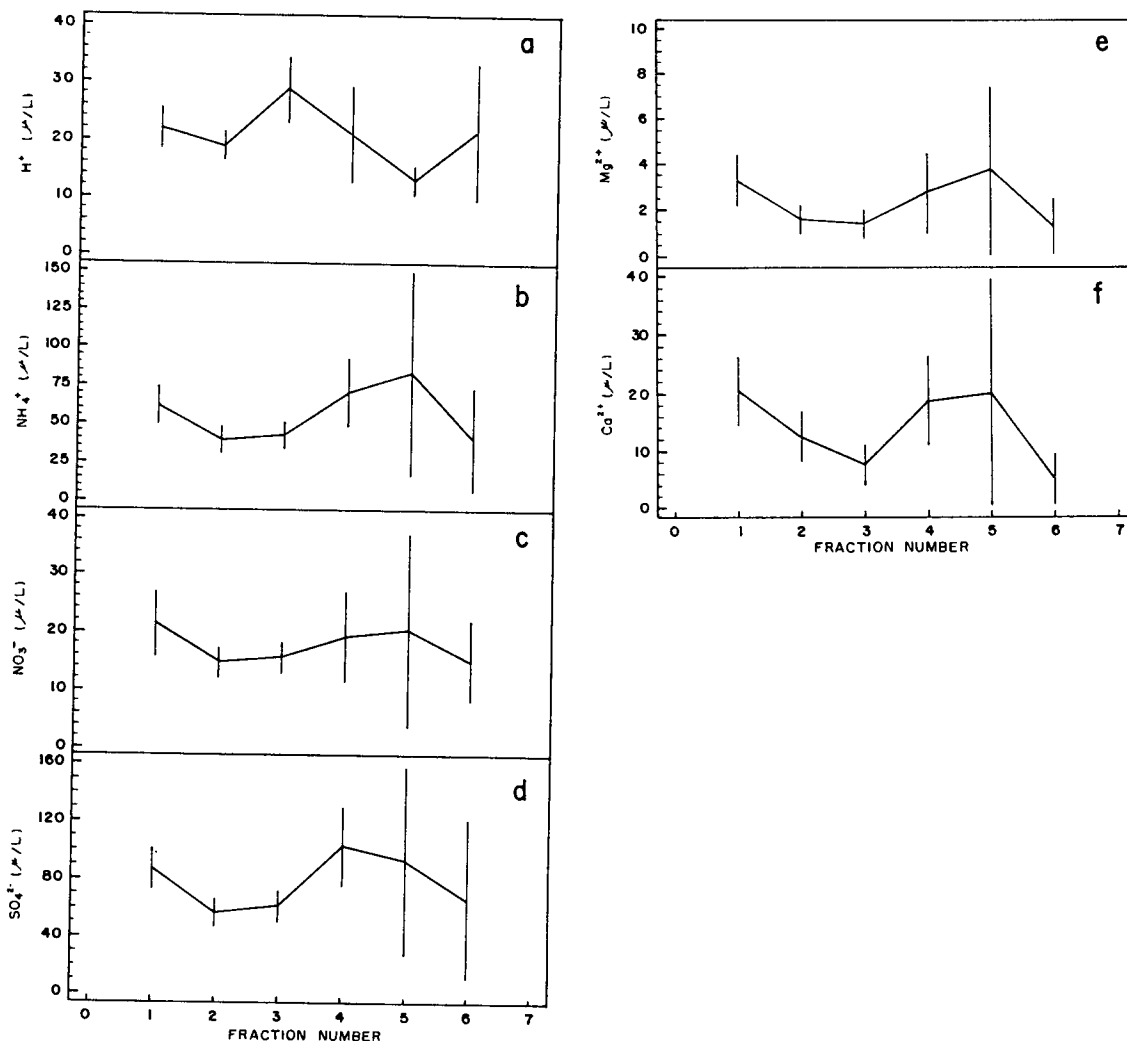 a
40
30
20
10
0
H⁺ (µ/L)
b
150
125
100
75
50
25
0
NH₄⁺ (µ/L)
c
40
30
20
10
0
NO₃⁻ (µ/L)
d
160
120
80
40
0
SO₄²⁻ (µ/L)
0 1 2 3 4 5 6 7
FRACTION NUMBER
e
10
8
6
4
2
0
Mg²⁺ (µ/L)
f
40
30
20
10
0
Ca²⁺ (µ/L)
0 1 2 3 4 5 6 7
FRACTION NUMBER